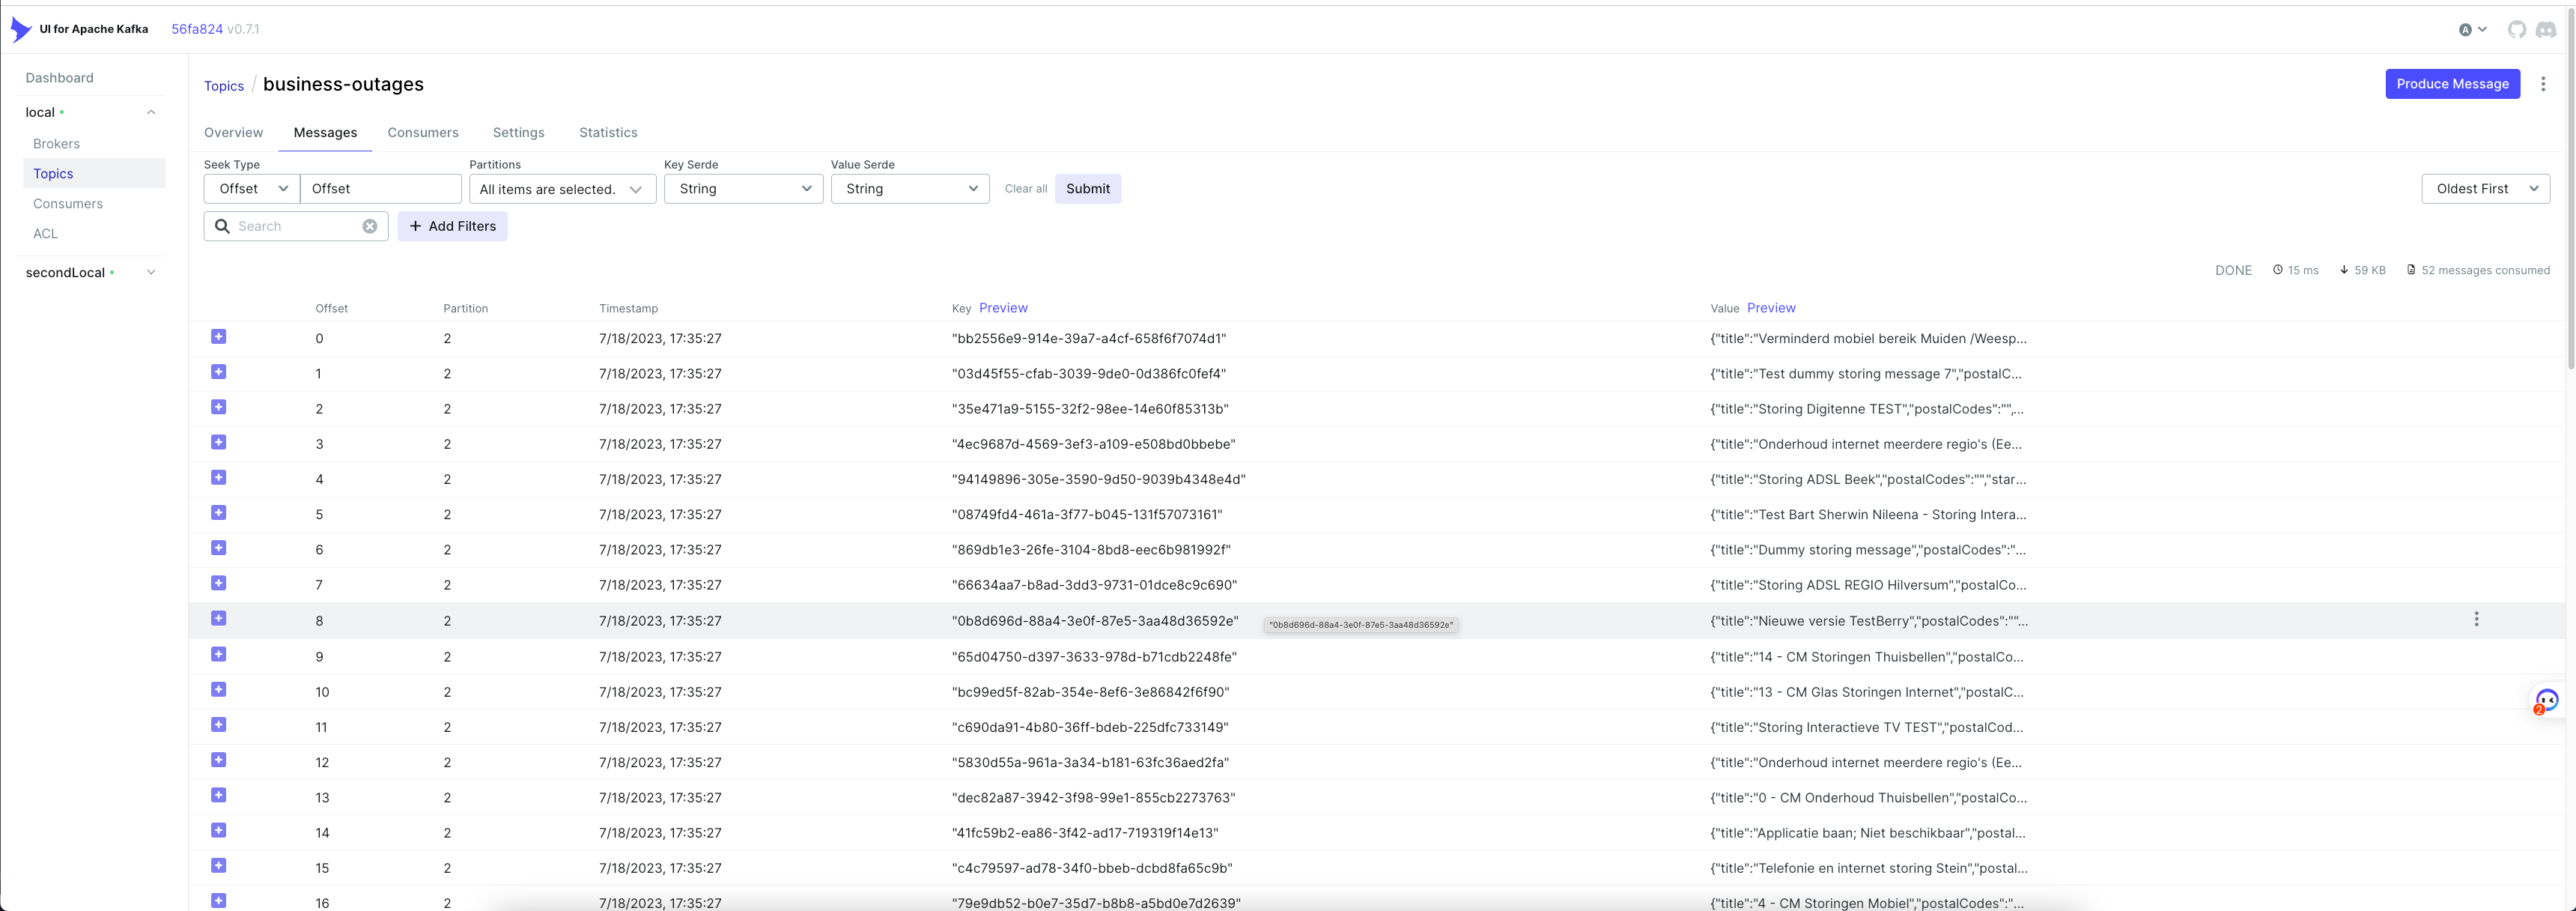 UI for Apache Kafka 56fa824 v0.7.1 A
Dashboard
local
Brokers
Topics
Consumers
ACL
secondLocal
Topics / business-outages Produce Message
Overview Messages Consumers Settings Statistics
Seek Type Partitions Key Serde Value Serde
Offset Offset All items are selected. String String Clear all Submit Oldest First
Search Add Filters
DONE 15 ms 59 KB 52 messages consumed
Offset Partition Timestamp Key Preview Value Preview
0 2 7/18/2023, 17:35:27 "bb2556e9-914e-39a7-a4cf-658f6f7074d1" {"title":"Verminderd mobiel bereik Muiden /Weesp...
1 2 7/18/2023, 17:35:27 "03d45f55-cfab-3039-9de0-0d386fc0fef4" {"title":"Test dummy storing message 7","postalC...
2 2 7/18/2023, 17:35:27 "35e471a9-5155-32f2-98ee-14e60f85313b" {"title":"Storing Digitenne TEST","postalCodes":"",...
3 2 7/18/2023, 17:35:27 "4ec9687d-4569-3ef3-a109-e508bd0bbebe" {"title":"Onderhoud internet meerdere regio's (Ee...
4 2 7/18/2023, 17:35:27 "94149896-305e-3590-9d50-9039b4348e4d" {"title":"Storing ADSL Beek","postalCodes":"","star...
5 2 7/18/2023, 17:35:27 "08749fd4-461a-3f77-b045-131f57073161" {"title":"Test Bart Sherwin Nileena - Storing Intera...
6 2 7/18/2023, 17:35:27 "869db1e3-26fe-3104-8bd8-eec6b981992f" {"title":"Dummy storing message","postalCodes":"...
7 2 7/18/2023, 17:35:27 "66634aa7-b8ad-3dd3-9731-01dce8c9c690" {"title":"Storing ADSL REGIO Hilversum","postalCo...
8 2 7/18/2023, 17:35:27 "0b8d696d-88a4-3e0f-87e5-3aa48d36592e" "0b8d696d-88a4-3e0f-87e5-3aa48d36592e" {"title":"Nieuwe versie TestBerry","postalCodes":""...
9 2 7/18/2023, 17:35:27 "65d04750-d397-3633-978d-b71cdb2248fe" {"title":"14 - CM Storingen Thuisbellen","postalCo...
10 2 7/18/2023, 17:35:27 "bc99ed5f-82ab-354e-8ef6-3e86842f6f90" {"title":"13 - CM Glas Storingen Internet","postalC...
2
11 2 7/18/2023, 17:35:27 "c690da91-4b80-36ff-bdeb-225dfc733149" {"title":"Storing Interactieve TV TEST","postalCod...
12 2 7/18/2023, 17:35:27 "5830d55a-961a-3a34-b181-63fc36aed2fa" {"title":"Onderhoud internet meerdere regio's (Ee...
13 2 7/18/2023, 17:35:27 "dec82a87-3942-3f98-99e1-855cb2273763" {"title":"0 - CM Onderhoud Thuisbellen","postalCo...
14 2 7/18/2023, 17:35:27 "41fc59b2-ea86-3f42-ad17-719319f14e13" {"title":"Applicatie baan; Niet beschikbaar","postal...
15 2 7/18/2023, 17:35:27 "c4c79597-ad78-34f0-bbeb-dcbd8fa65c9b" {"title":"Telefonie en internet storing Stein","postal...
16 2 7/18/2023, 17:35:27 "79e9db52-b0e7-35d7-b8b8-a5bd0e7d2639" {"title":"4 - CM Storingen Mobiel","postalCodes":"...